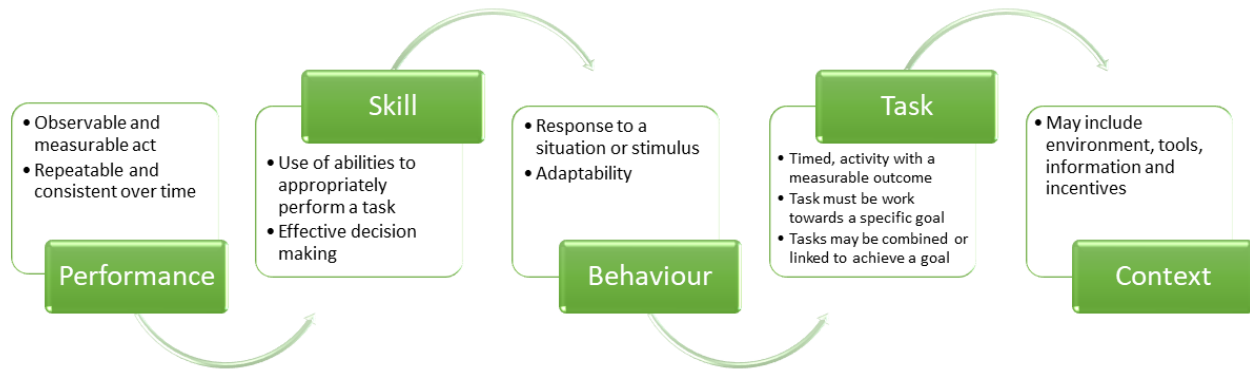 • Observable and
measurable act
• Repeatable and
consistent over time
Performance
Skill
• Use of abilities to
appropriately
perform a task
• Effective decision
making
• Response to a
situation or stimulus
• Adaptability
Behaviour
Task
• Timed, activity with a
measurable outcome
• Task must be work
towards a specific goal
• Tasks may be combined or
linked to achieve a goal
• May include
environment, tools,
information and
incentives
Context